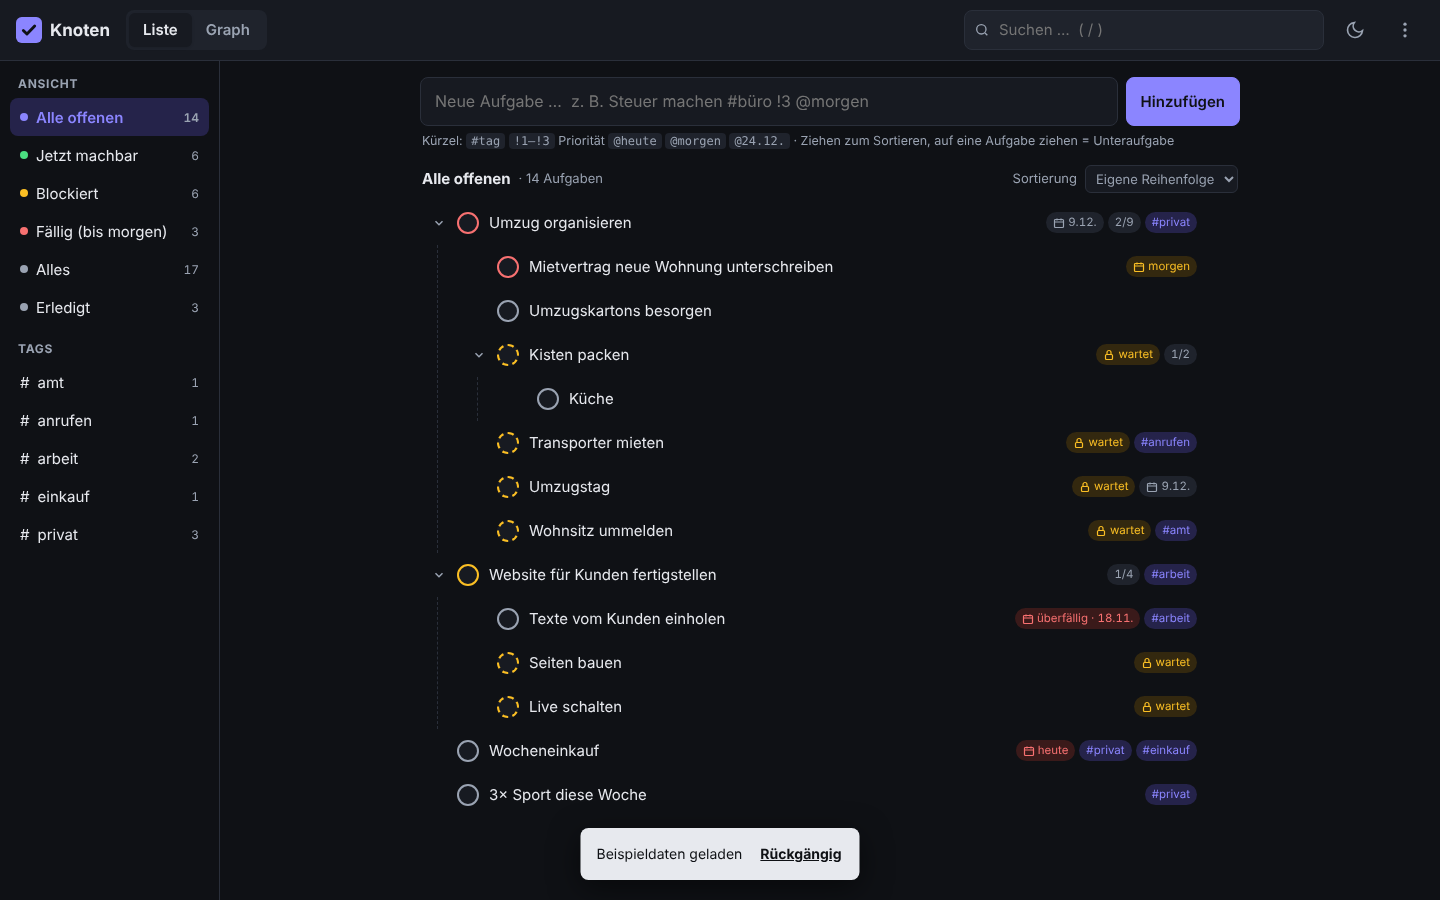 Knoten
Liste
Graph
Suchen … ( / )
ANSICHT
Alle offenen 14
Jetzt machbar 6
Blockiert 6
Fällig (bis morgen) 3
Alles 17
Erledigt 3
TAGS
# amt 1
# anrufen 1
# arbeit 2
# einkauf 1
# privat 3
Neue Aufgabe … z. B. Steuer machen #büro !3 @morgen
Hinzufügen
Kürzel: #tag !1–!3 Priorität @heute @morgen @24.12. · Ziehen zum Sortieren, auf eine Aufgabe ziehen = Unteraufgabe
Alle offenen · 14 Aufgaben
Sortierung Eigene Reihenfolge
Umzug organisieren 9.12. 2/9 #privat
Mietvertrag neue Wohnung unterschreiben morgen
Umzugskartons besorgen
Kisten packen wartet 1/2
Küche
Transporter mieten wartet #anrufen
Umzugstag wartet 9.12.
Wohnsitz ummelden wartet #amt
Website für Kunden fertigstellen 1/4 #arbeit
Texte vom Kunden einholen überfällig · 18.11. #arbeit
Seiten bauen wartet
Live schalten wartet
Wocheneinkauf heute #privat #einkauf
3× Sport diese Woche #privat
Beispieldaten geladen Rückgängig